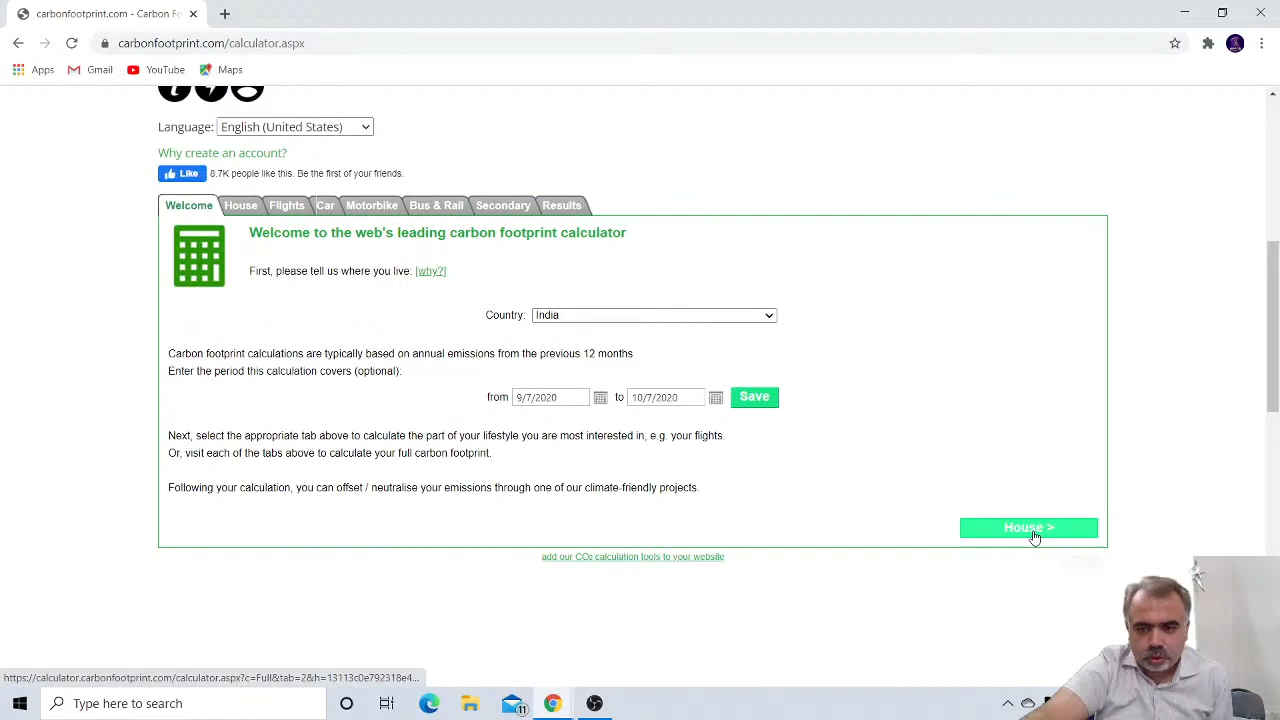 carbonfootprint.com - Carbon Fo
carbonfootprint.com/calculator.aspx
Apps Gmail YouTube Maps
Language: English (United States)
Why create an account?
Like 8.7K people like this. Be the first of your friends.
Welcome House Flights Car Motorbike Bus & Rail Secondary Results
Welcome to the web's leading carbon footprint calculator
First, please tell us where you live: [why?]
Country: India
Carbon footprint calculations are typically based on annual emissions from the previous 12 months
Enter the period this calculation covers (optional):
from 9/7/2020 to 10/7/2020 Save
Next, select the appropriate tab above to calculate the part of your lifestyle you are most interested in, e.g. your flights.
Or, visit each of the tabs above to calculate your full carbon footprint.
Following your calculation, you can offset / neutralise your emissions through one of our climate-friendly projects.
House >
add our CO2 calculation tools to your website
https://calculator.carbonfootprint.com/calculator.aspx?c=Full&tab=2&h=13113c0e792318e4...
Type here to search
11